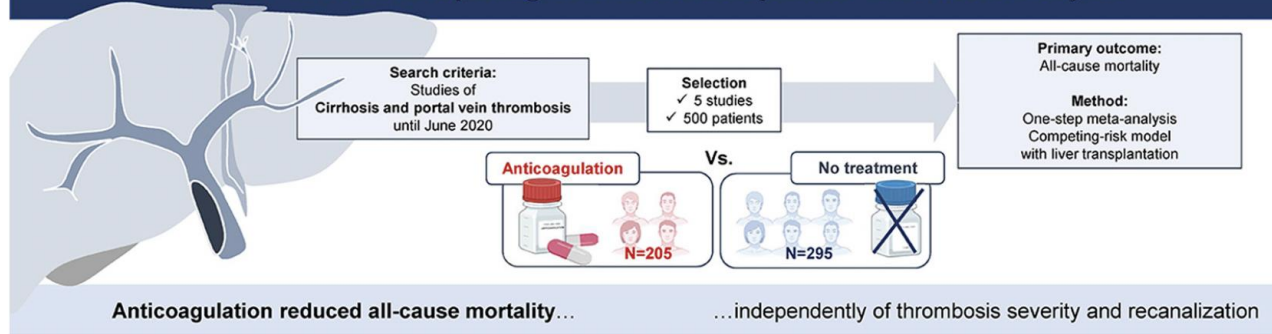 Search criteria:
Studies of
Cirrhosis and portal vein thrombosis
until June 2020
Selection
✓ 5 studies
✓ 500 patients
Primary outcome:
All-cause mortality
Method:
One-step meta-analysis
Competing-risk model
with liver transplantation
Anticoagulation
Vs.
No treatment
N=205
N=295
Anticoagulation reduced all-cause mortality…
…independently of thrombosis severity and recanalization